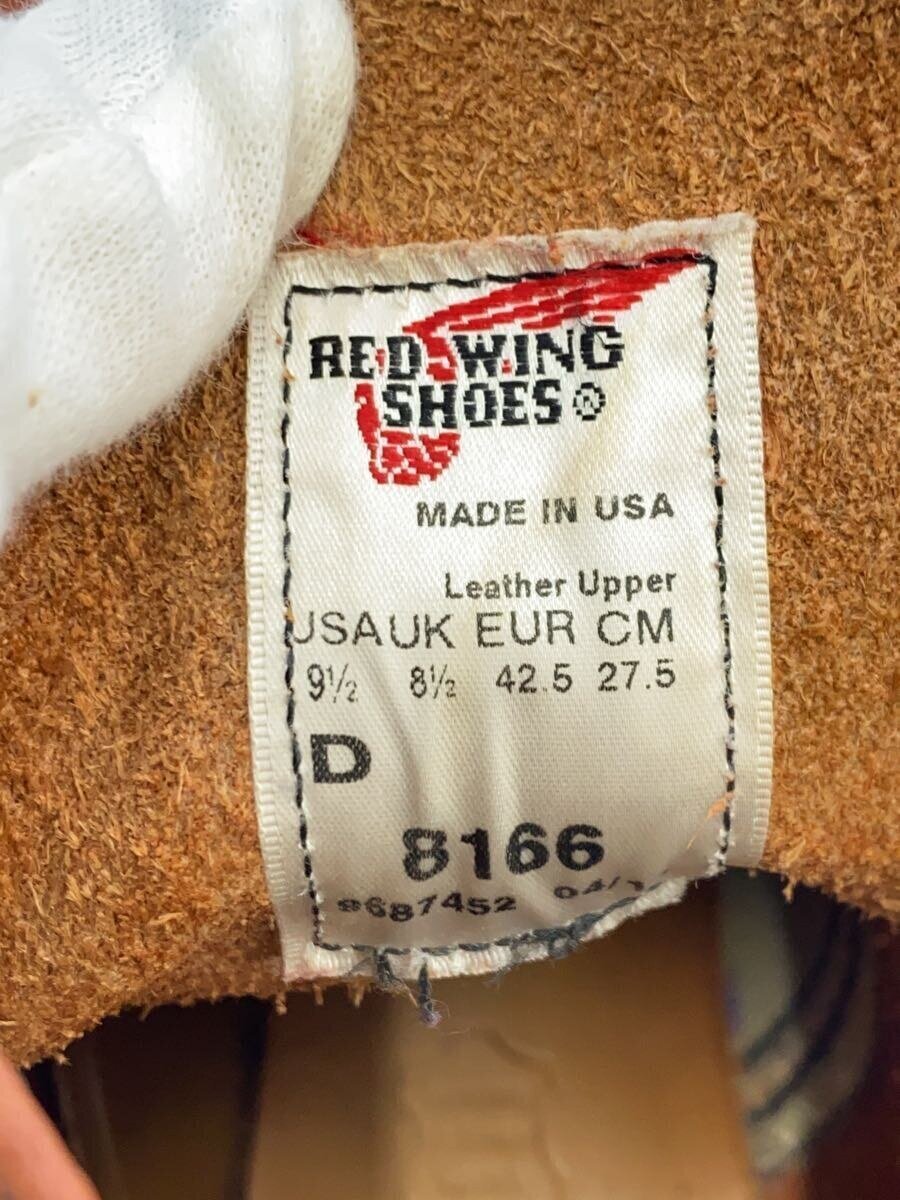 RED WING
SHOES®
MADE IN USA
Leather Upper
USA UK EUR CM
9½ 8½ 42.5 27.5
D
8166